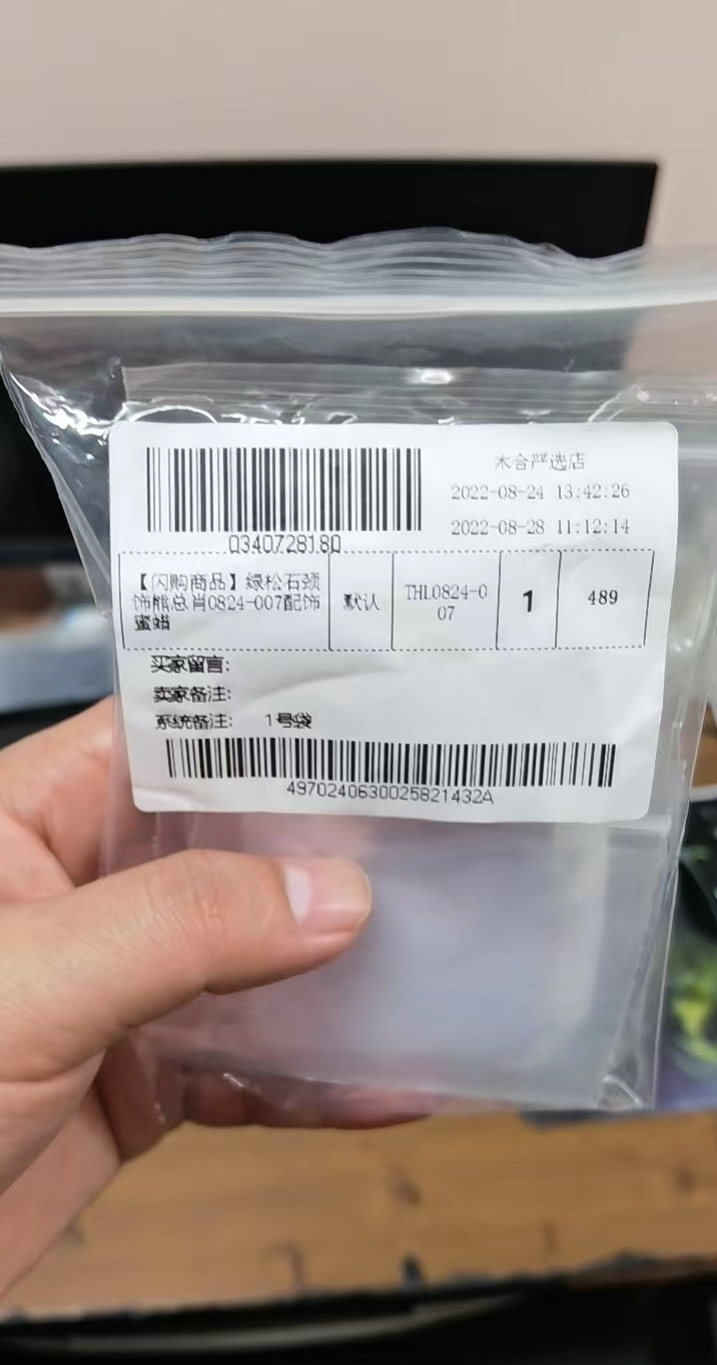 木合严选店
2022-08-24 13:42:26
2022-08-28 11:12:14
0340728180
【闪购商品】绿松石颈
饰熊总肖0824-007配饰
蜜蜡
默认
THL0824-0
07
1
489
买家留言:
卖家备注:
系统备注: 1号袋
4970240630025821432A